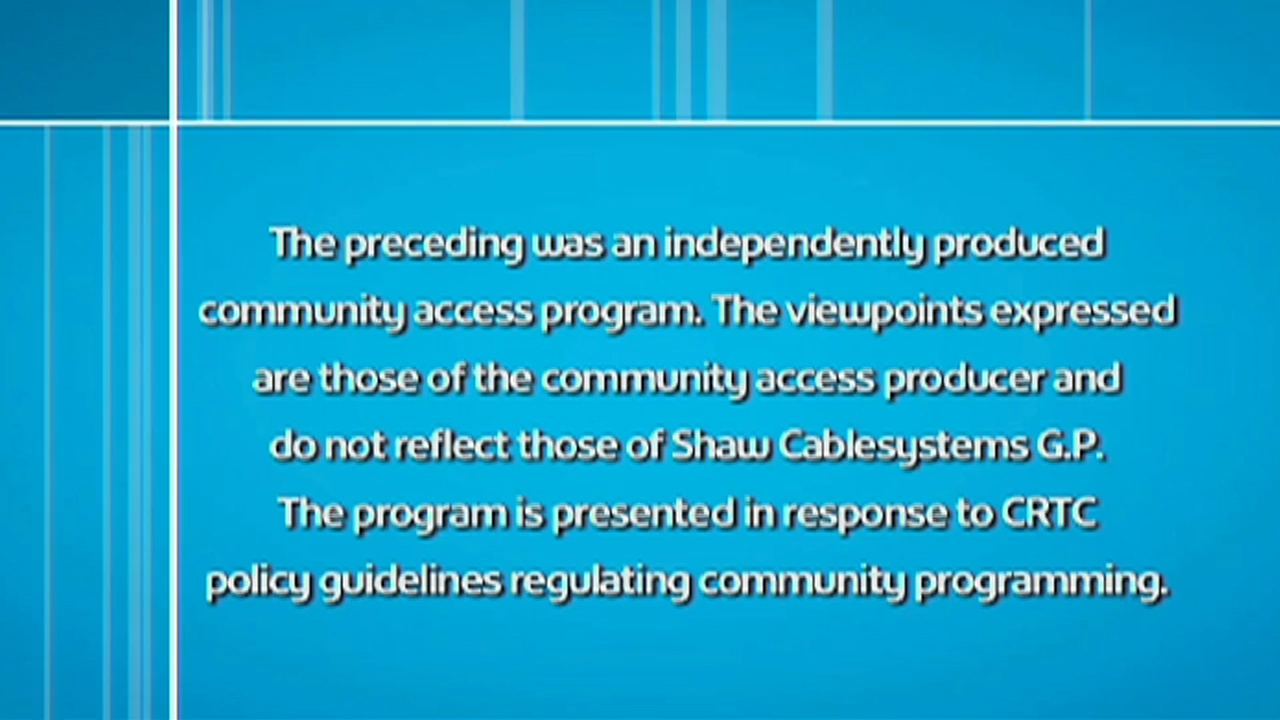 The preceding was an independently produced
community access program. The viewpoints expressed
are those of the community access producer and
do not reflect those of Shaw Cablesystems G.P.
The program is presented in response to CRTC
policy guidelines regulating community programming.